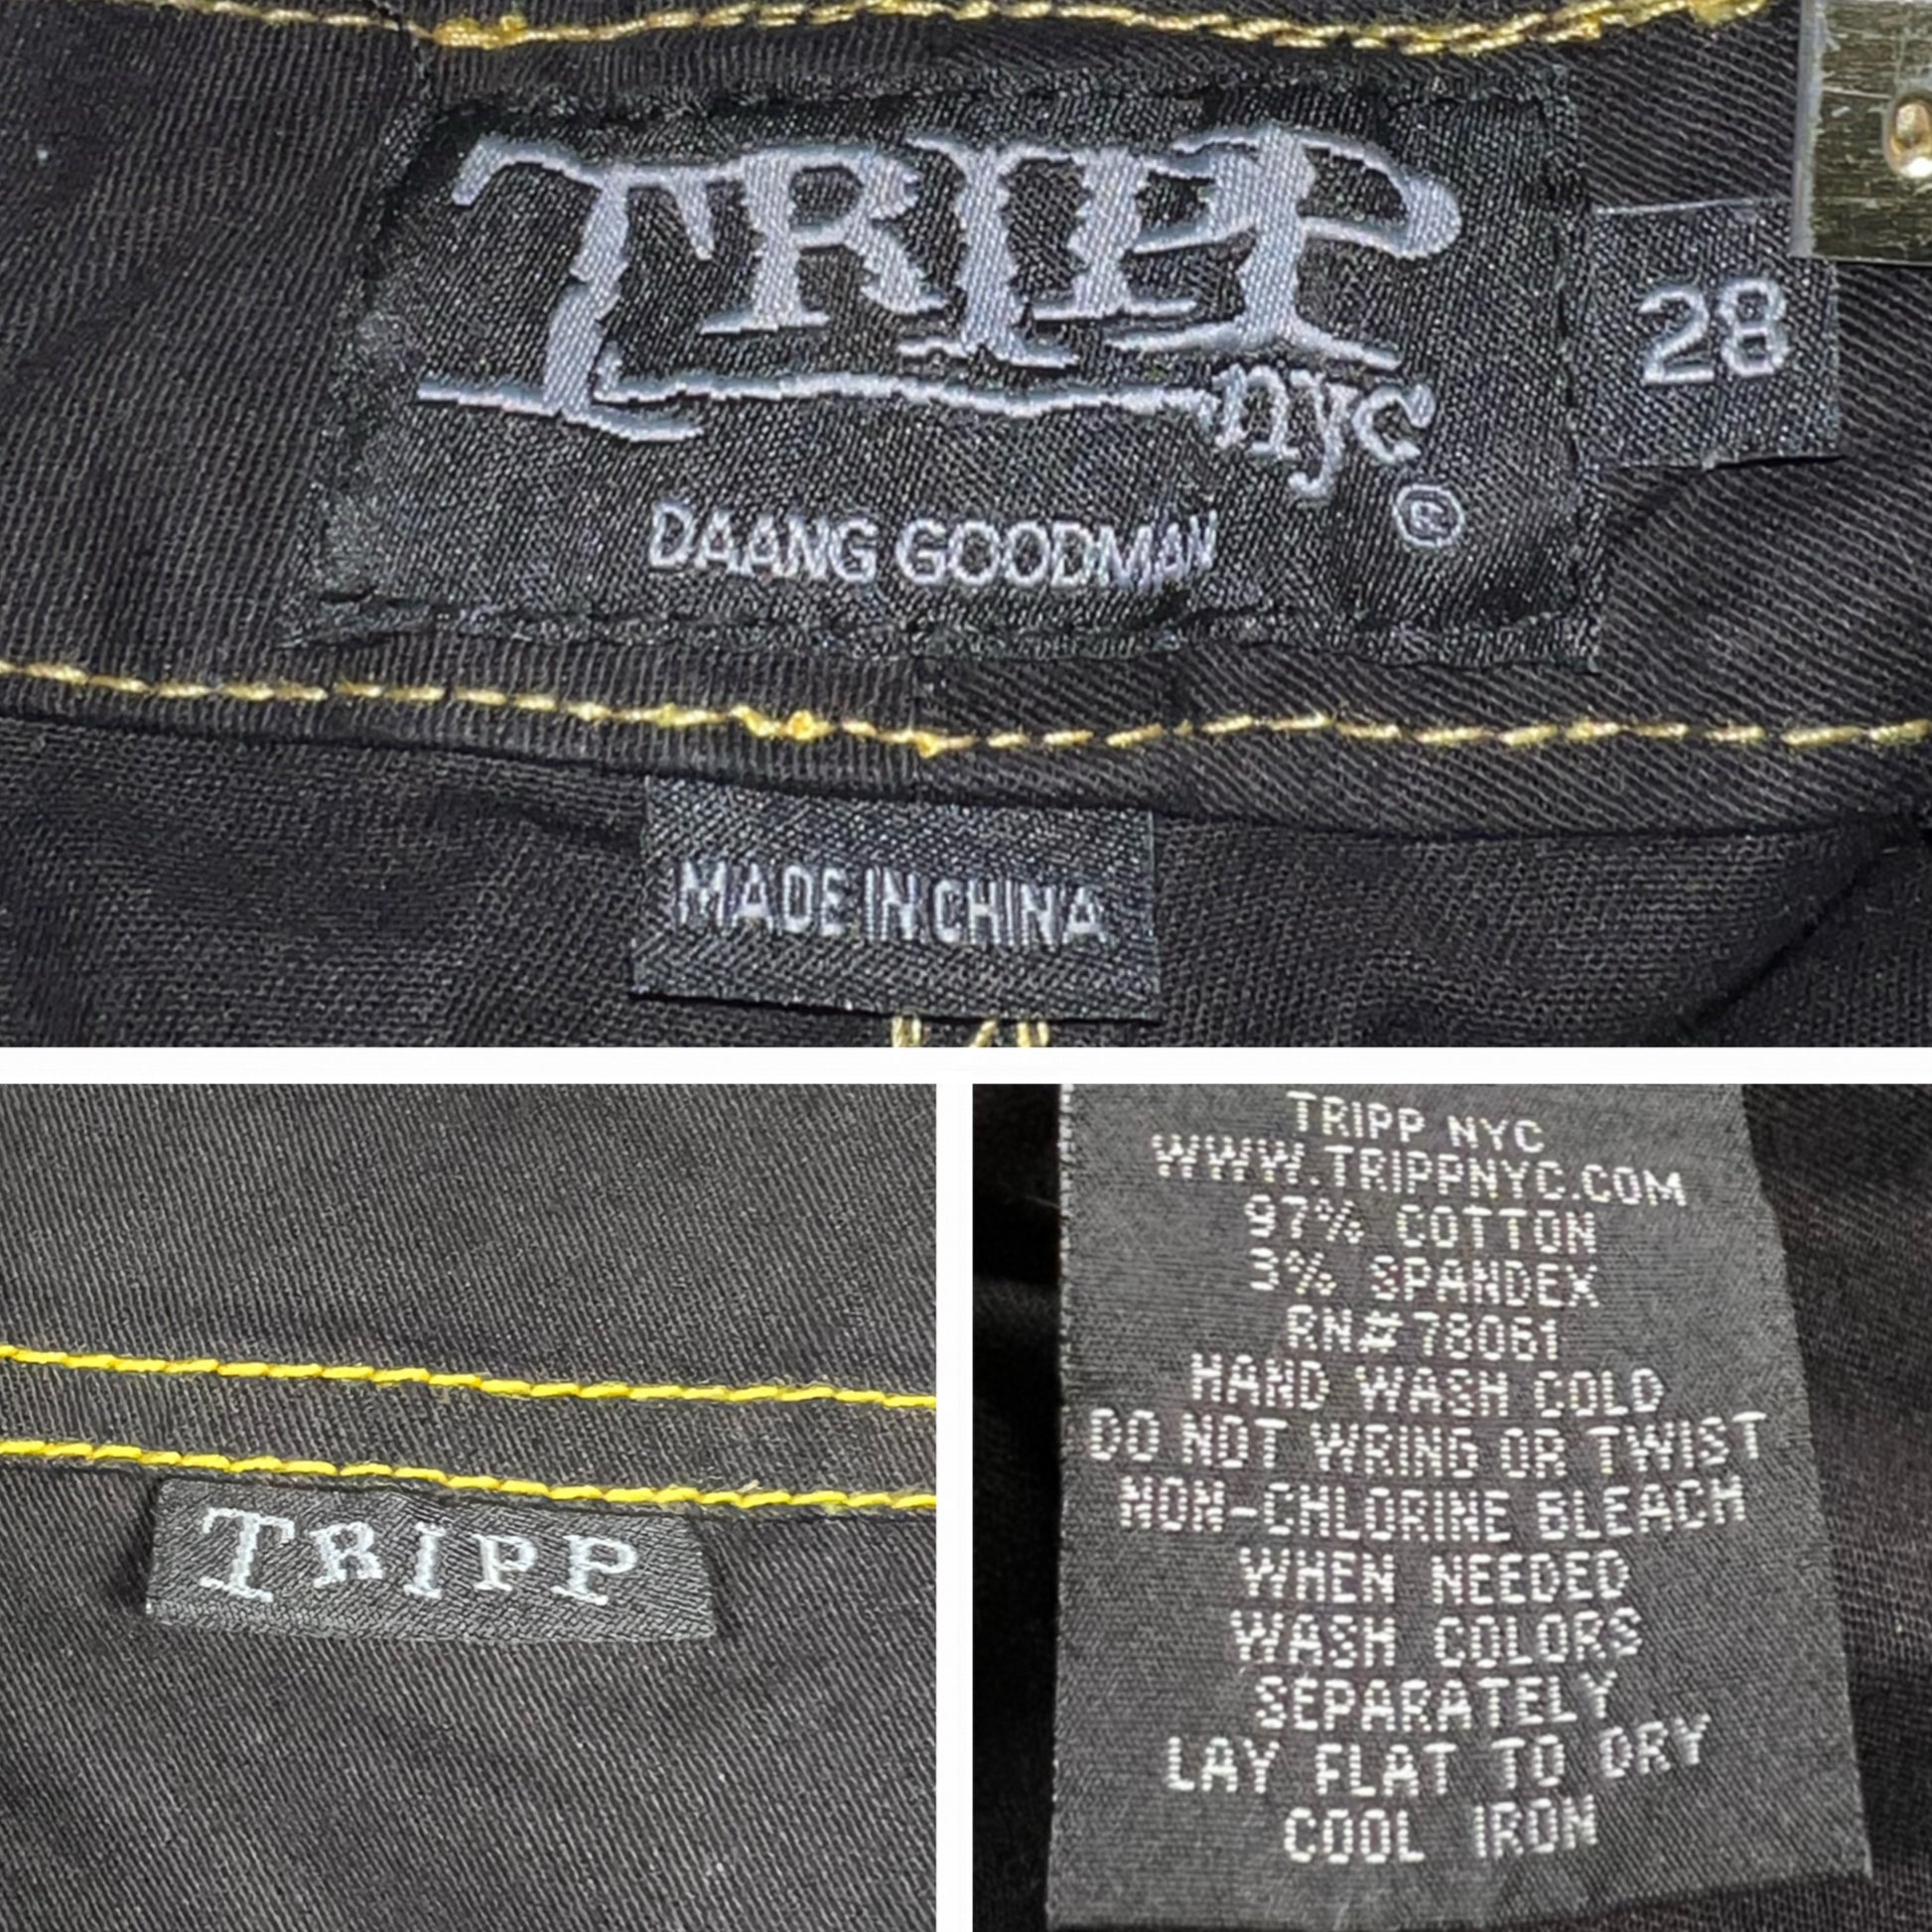 TRIPP
nyc
®
DAANG GOODMAN
28
MADE IN CHINA
TRIPP
TRIPP NYC
WWW.TRIPPNYC.COM
97% COTTON
3% SPANDEX
RN#78061
HAND WASH COLD
DO NOT WRING OR TWIST
NON-CHLORINE BLEACH
WHEN NEEDED
WASH COLORS
SEPARATELY
LAY FLAT TO DRY
COOL IRON